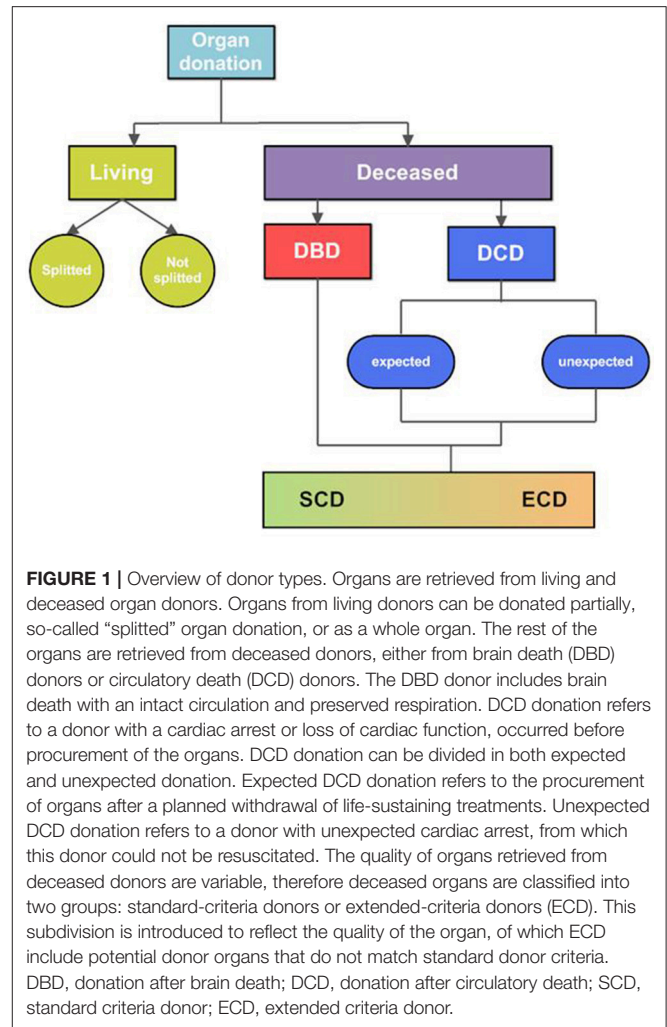 Organ
donation
Living
Deceased
Splitted
Not
splitted
DBD
DCD
expected
unexpected
SCD
ECD
FIGURE 1 | Overview of donor types. Organs are retrieved from living and
deceased organ donors. Organs from living donors can be donated partially,
so-called “splitted” organ donation, or as a whole organ. The rest of the
organs are retrieved from deceased donors, either from brain death (DBD)
donors or circulatory death (DCD) donors. The DBD donor includes brain
death with an intact circulation and preserved respiration. DCD donation refers
to a donor with a cardiac arrest or loss of cardiac function, occurred before
procurement of the organs. DCD donation can be divided in both expected
and unexpected donation. Expected DCD donation refers to the procurement
of organs after a planned withdrawal of life-sustaining treatments. Unexpected
DCD donation refers to a donor with unexpected cardiac arrest, from which
this donor could not be resuscitated. The quality of organs retrieved from
deceased donors are variable, therefore deceased organs are classified into
two groups: standard-criteria donors or extended-criteria donors (ECD). This
subdivision is introduced to reflect the quality of the organ, of which ECD
include potential donor organs that do not match standard donor criteria.
DBD, donation after brain death; DCD, donation after circulatory death; SCD,
standard criteria donor; ECD, extended criteria donor.